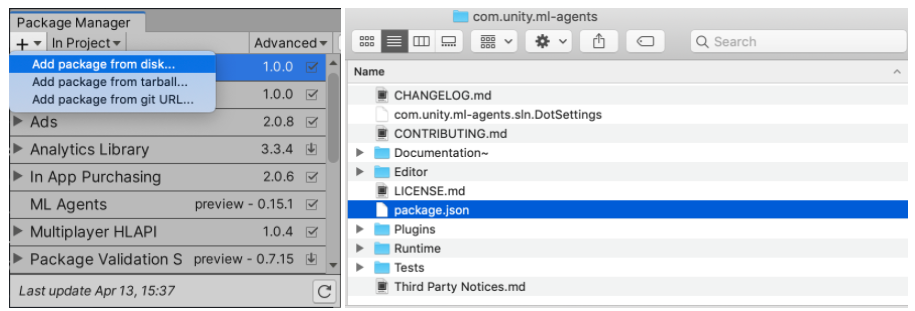 Package Manager
+ In Project Advanced
Add package from disk...
1.0.0
Add package from tarball...
Add package from git URL...
1.0.0
Ads 2.0.8
Analytics Library 3.3.4
In App Purchasing 2.0.6
ML Agents preview - 0.15.1
Multiplayer HLAPI 1.0.4
Package Validation S preview - 0.7.15
Last update Apr 13, 15:37
com.unity.ml-agents
Search
Name
CHANGELOG.md
com.unity.ml-agents.sln.DotSettings
CONTRIBUTING.md
Documentation~
Editor
LICENSE.md
package.json
Plugins
Runtime
Tests
Third Party Notices.md